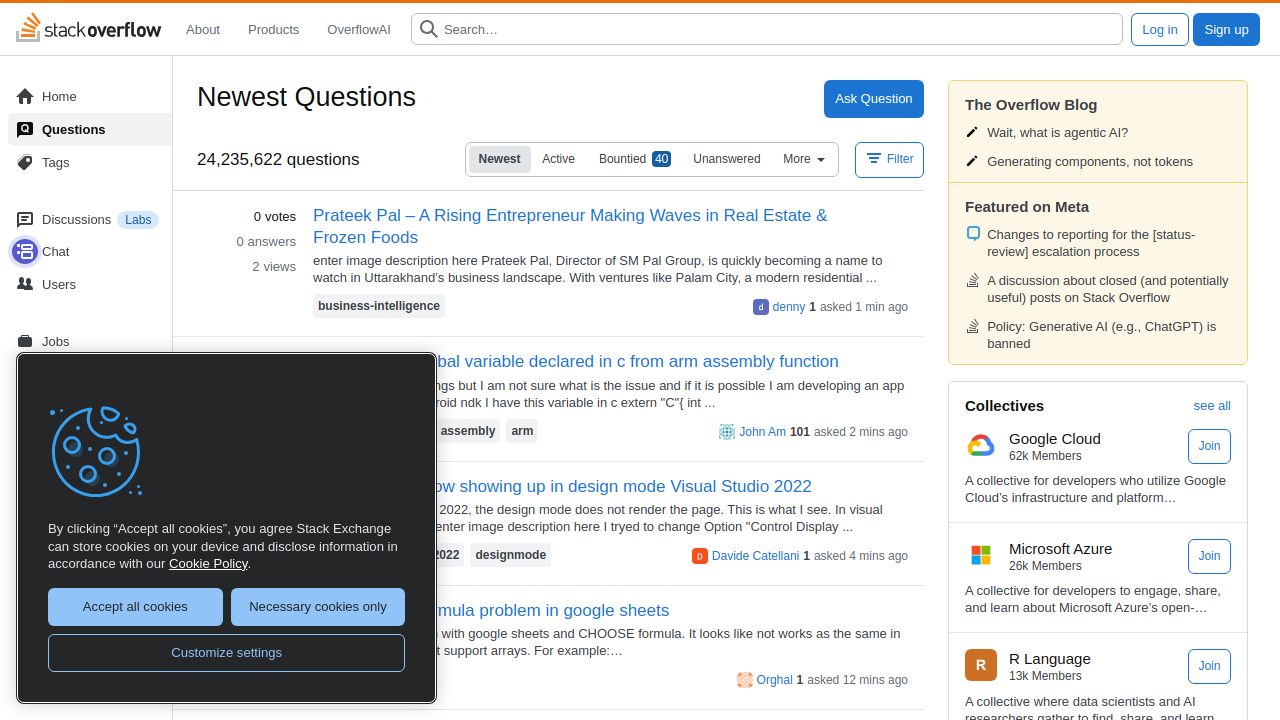 stackoverflow
About
Products
OverflowAI
Search…
Log in
Sign up
Home
Questions
Tags
Discussions
Labs
Chat
Users
Jobs
Newest Questions
Ask Question
24,235,622 questions
Newest
Active
Bountied 40
Unanswered
More
Filter
0 votes
0 answers
2 views
Prateek Pal – A Rising Entrepreneur Making Waves in Real Estate &
Frozen Foods
enter image description here Prateek Pal, Director of SM Pal Group, is quickly becoming a name to
watch in Uttarakhand's business landscape. With ventures like Palam City, a modern residential ...
business-intelligence
denny 1 asked 1 min ago
variable declared in c from arm assembly function
but I am not sure what is the issue and if it is possible I am developing an app
ndk I have this variable in c extern "C"{ int ...
assembly
arm
John Am 101 asked 2 mins ago
showing up in design mode Visual Studio 2022
2022, the design mode does not render the page. This is what I see. In visual
enter image description here I tryed to change Option "Control Display ...
2022
designmode
Davide Catellani 1 asked 4 mins ago
problem in google sheets
with google sheets and CHOOSE formula. It looks like not works as the same in
support arrays. For example:…
Orghal 1 asked 12 mins ago
By clicking “Accept all cookies”, you agree Stack Exchange
can store cookies on your device and disclose information in
accordance with our Cookie Policy.
Accept all cookies
Necessary cookies only
Customize settings
The Overflow Blog
Wait, what is agentic AI?
Generating components, not tokens
Featured on Meta
Changes to reporting for the [status-
review] escalation process
A discussion about closed (and potentially
useful) posts on Stack Overflow
Policy: Generative AI (e.g., ChatGPT) is
banned
Collectives
see all
Google Cloud
62k Members
Join
A collective for developers who utilize Google
Cloud’s infrastructure and platform…
Microsoft Azure
26k Members
Join
A collective for developers to engage, share,
and learn about Microsoft Azure’s open-…
R
R Language
13k Members
Join
A collective where data scientists and AI
researchers gather to find, share, and learn